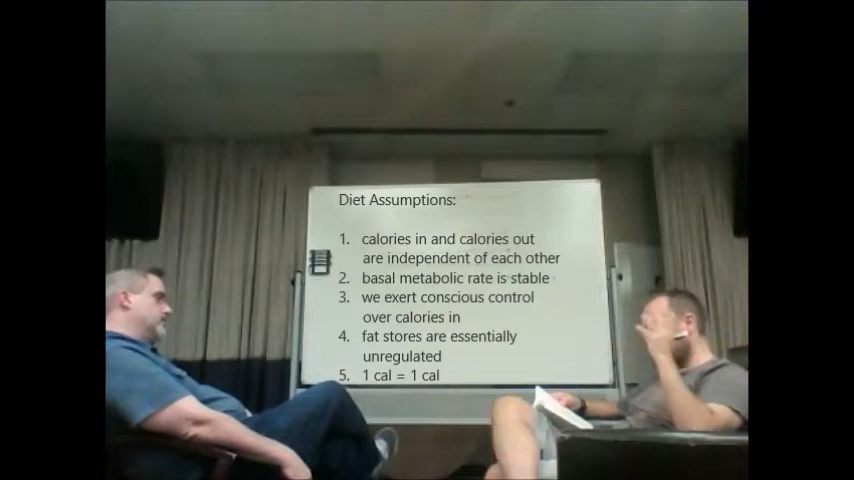 Diet Assumptions:
1. calories in and calories out
are independent of each other
2. basal metabolic rate is stable
3. we exert conscious control
over calories in
4. fat stores are essentially
unregulated
5. 1 cal = 1 cal